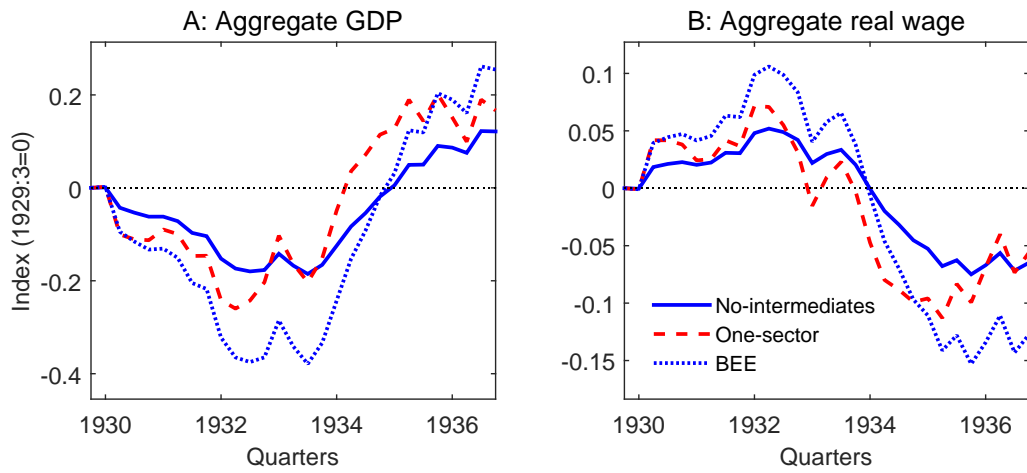 A: Aggregate GDP
Index (1929:3=0)
0.2
0
-0.2
-0.4
1930
1932
1934
1936
Quarters
B: Aggregate real wage
0.1
0.05
0
-0.05
-0.1
-0.15
No-intermediates
One-sector
BEE
1930
1932
1934
1936
Quarters